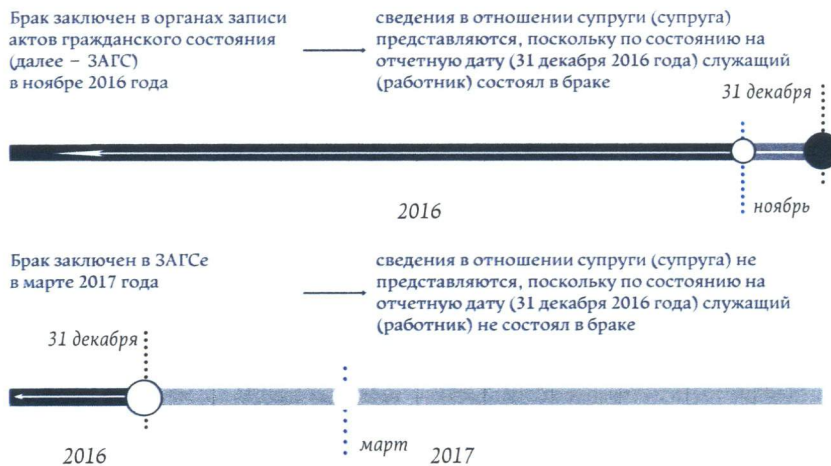 Брак заключен в органах записи
актов гражданского состояния
(далее – ЗАГС)
в ноябре 2016 года
сведения в отношении супруги (супруга)
представляются, поскольку по состоянию на
отчетную дату (31 декабря 2016 года) служащий
(работник) состоял в браке
31 декабря
2016
ноябрь
Брак заключен в ЗАГСе
в марте 2017 года
сведения в отношении супруги (супруга) не
представляются, поскольку по состоянию на
отчетную дату (31 декабря 2016 года) служащий
(работник) не состоял в браке
31 декабря
2016
март
2017